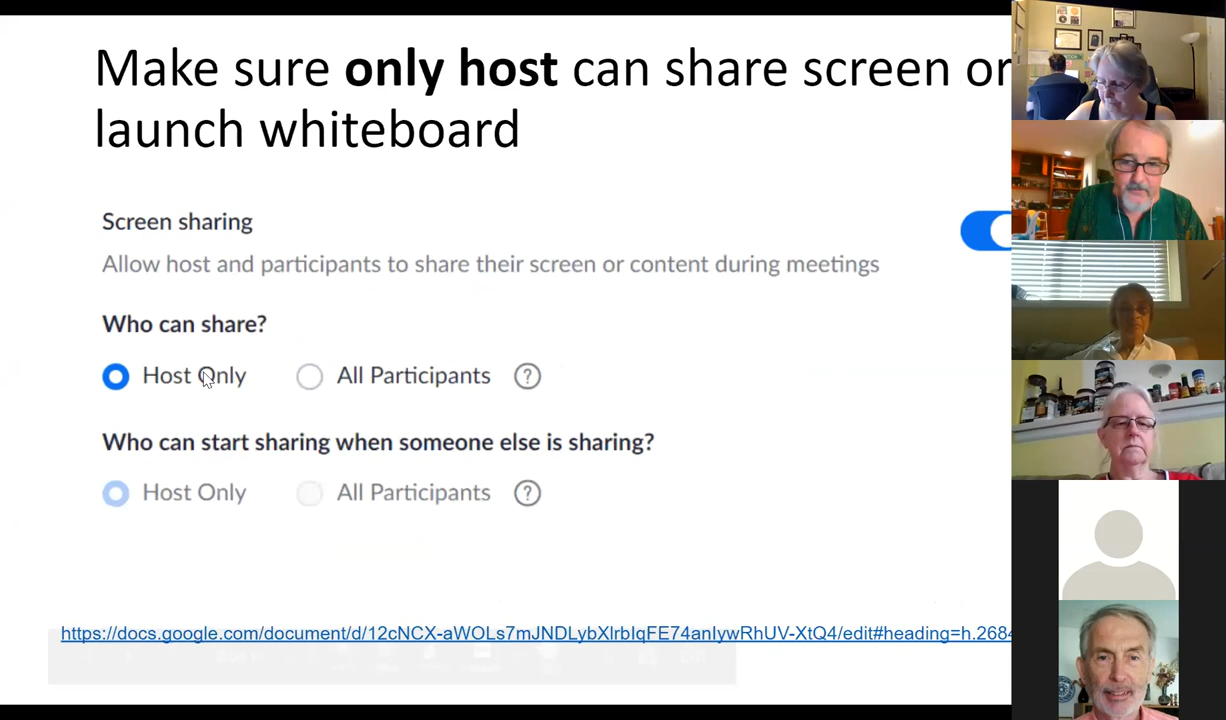 Make sure only host can share screen or
launch whiteboard
Screen sharing
Allow host and participants to share their screen or content during meetings
Who can share?
Host Only All Participants ?
Who can start sharing when someone else is sharing?
Host Only All Participants ?
https://docs.google.com/document/d/12cNCX-aWOLs7mJNDLybXlrbIqFE74anIywRhUV-XtQ4/edit#heading=h.2684